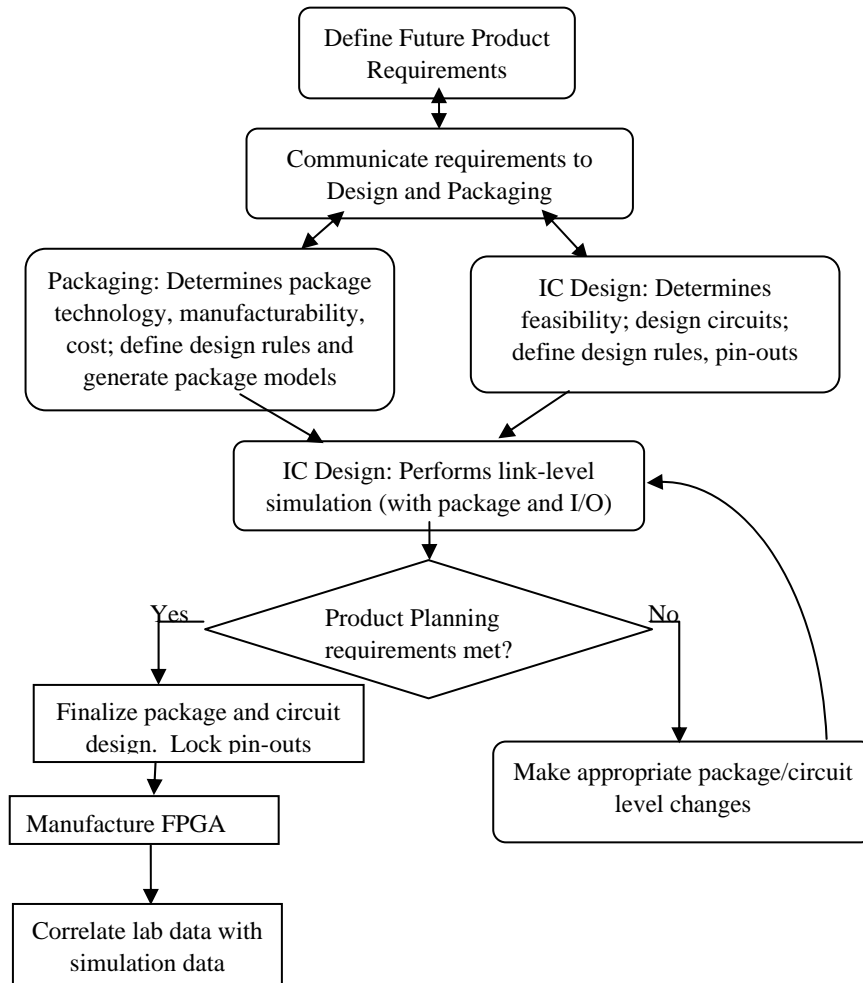 Define Future Product
Requirements
Communicate requirements to
Design and Packaging
Packaging: Determines package
technology, manufacturability,
cost; define design rules and
generate package models
IC Design: Determines
feasibility; design circuits;
define design rules, pin-outs
IC Design: Performs link-level
simulation (with package and I/O)
Yes
Product Planning
requirements met?
No
Finalize package and circuit
design. Lock pin-outs
Make appropriate package/circuit
level changes
Manufacture FPGA
Correlate lab data with
simulation data